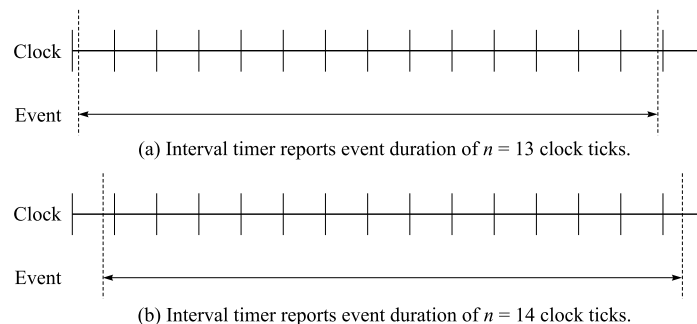 Clock
Event
(a) Interval timer reports event duration of n = 13 clock ticks.
Clock
Event
(b) Interval timer reports event duration of n = 14 clock ticks.